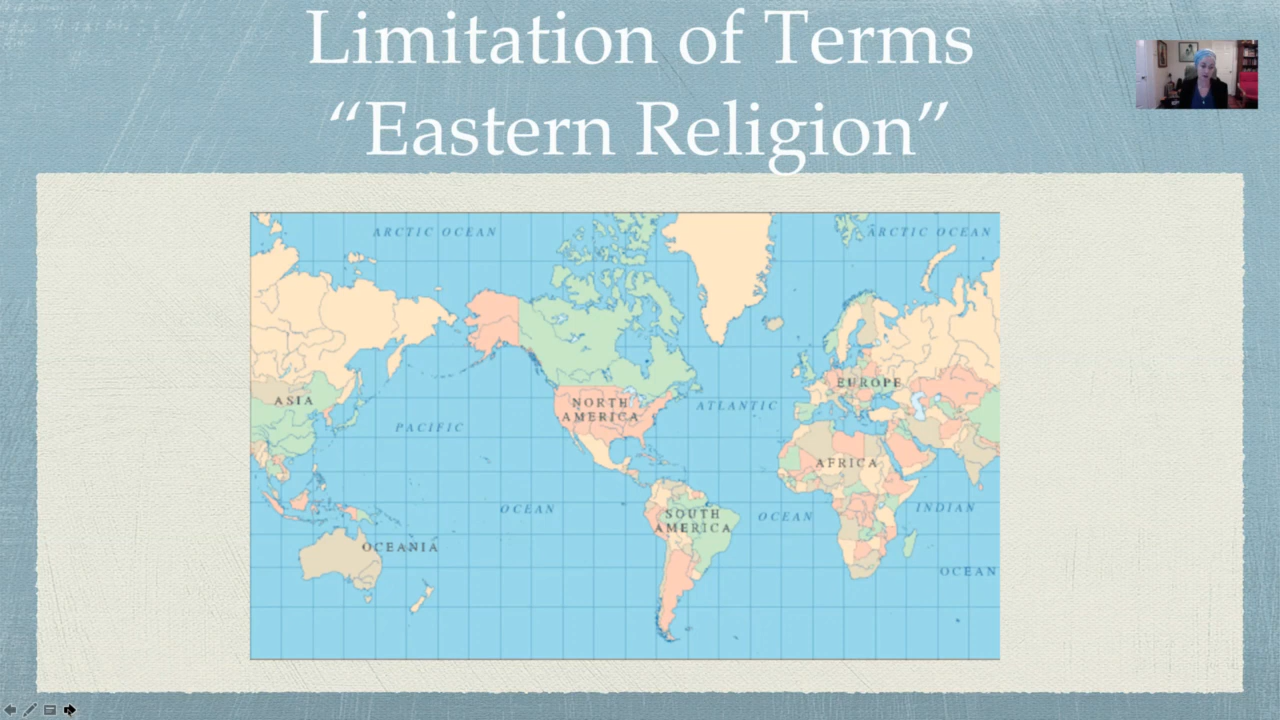 Limitation of Terms
“Eastern Religion”
ARCTIC OCEAN
ARCTIC OCEAN
EUROPE
ASIA
NORTH
AMERICA
ATLANTIC
PACIFIC
AFRICA
OCEAN
SOUTH
AMERICA
OCEAN
INDIAN
OCEANIA
OCEAN